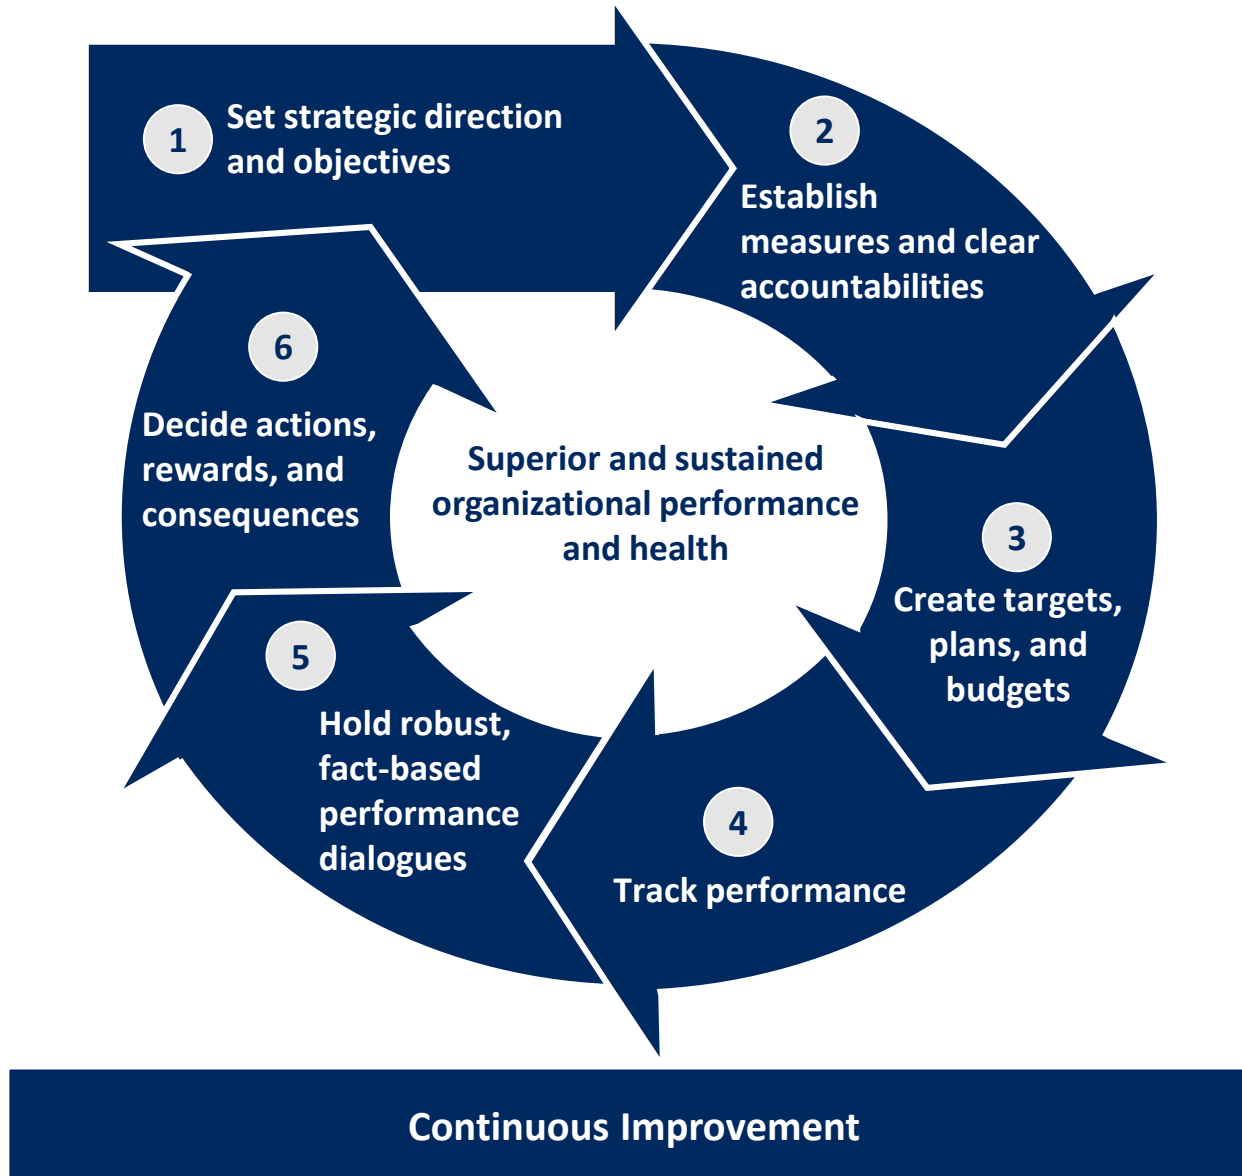 1
Set strategic direction
and objectives
2
Establish
measures and clear
accountabilities
3
Create targets,
plans, and
budgets
4
Track performance
5
Hold robust,
fact-based
performance
dialogues
6
Decide actions,
rewards, and
consequences
Superior and sustained
organizational performance
and health
Continuous Improvement